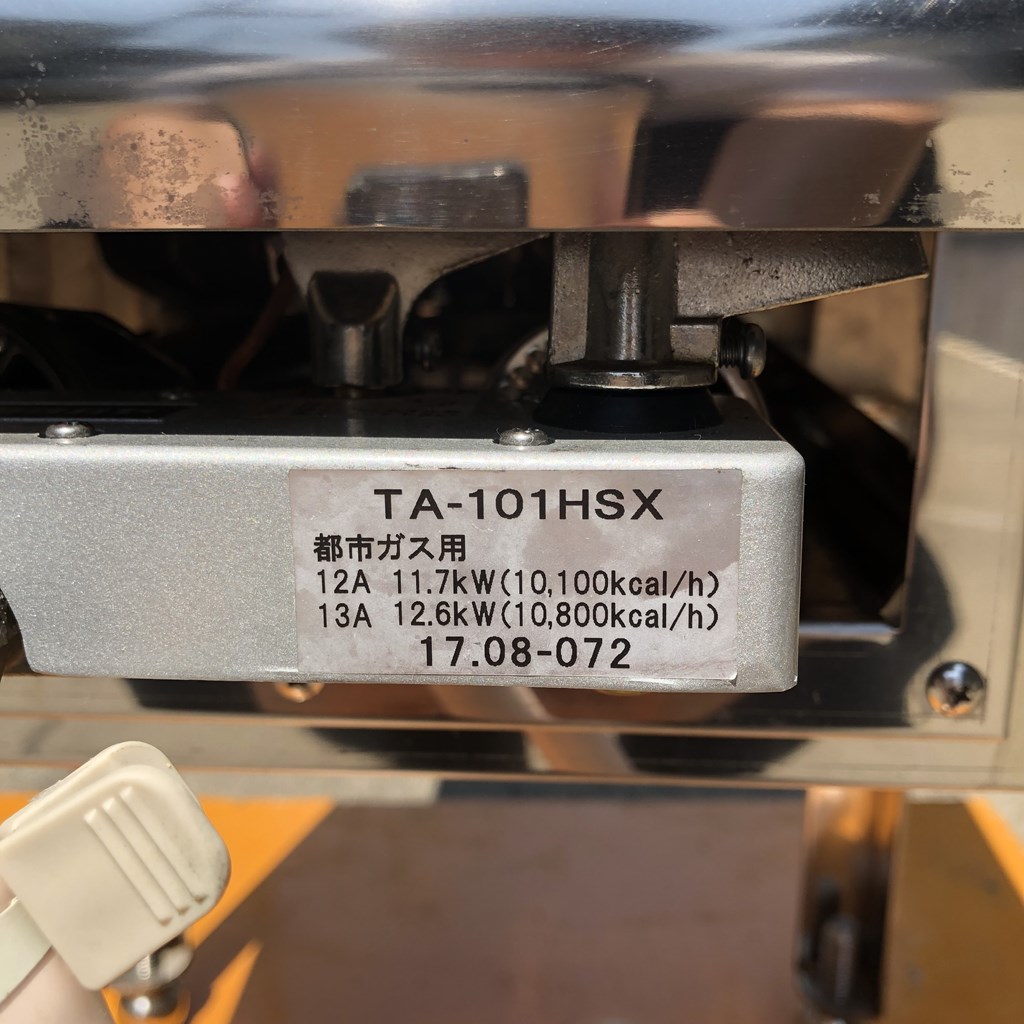 TA-101HSX
都市ガス用
12A 11.7kW(10,100kcal/h)
13A 12.6kW(10,800kcal/h)
17.08-072